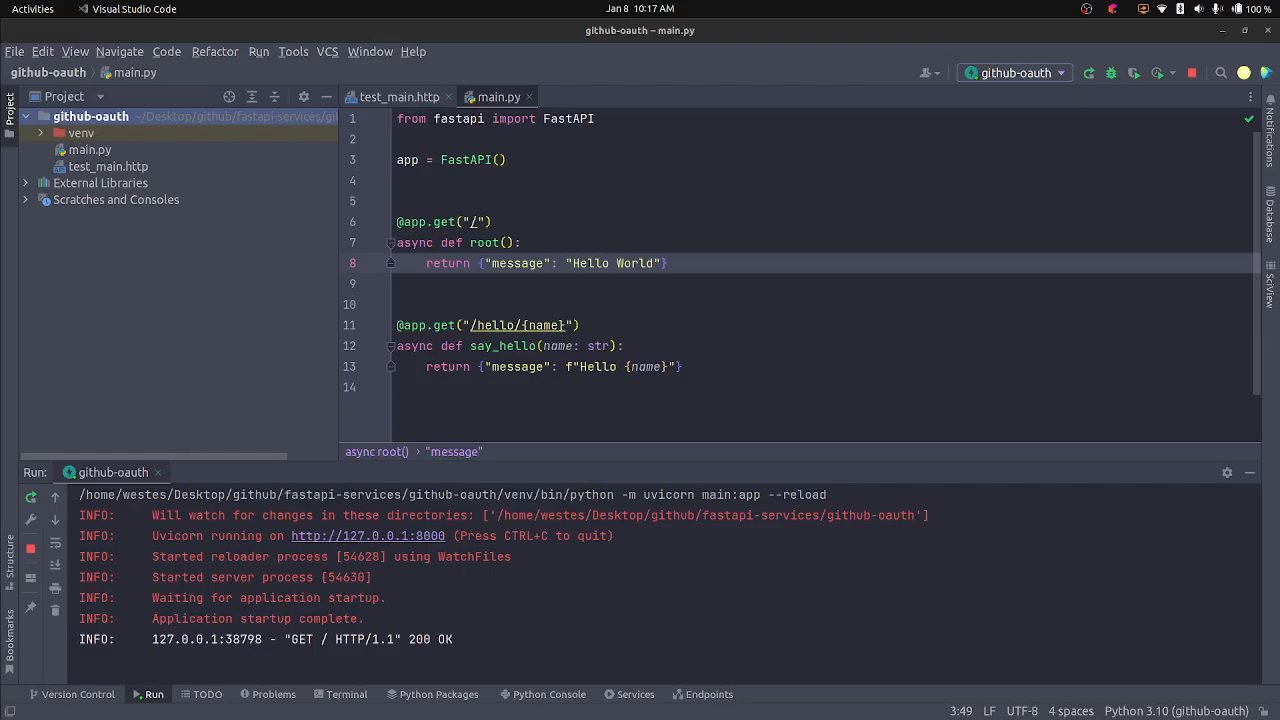 Activities Visual Studio Code Jan 8 10:17 AM 100 %
github-oauth – main.py
File Edit View Navigate Code Refactor Run Tools VCS Window Help
github-oauth main.py github-oauth
Project
Project
test_main.http
main.py
Notifications
Database
SciView
github-oauth ~/Desktop/github/fastapi-services/gi
venv
main.py
test_main.http
External Libraries
Scratches and Consoles
1 from fastapi import FastAPI
2
3 app = FastAPI()
4
5
6 @app.get("/")
7 async def root():
8 return {"message": "Hello World"}
9
10
11 @app.get("/hello/{name}")
12 async def say_hello(name: str):
13 return {"message": f"Hello {name}"}
14
async root() › "message"
Run: github-oauth
/home/westes/Desktop/github/fastapi-services/github-oauth/venv/bin/python -m uvicorn main:app --reload
INFO: Will watch for changes in these directories: ['/home/westes/Desktop/github/fastapi-services/github-oauth']
INFO: Uvicorn running on http://127.0.0.1:8000 (Press CTRL+C to quit)
INFO: Started reloader process [54628] using WatchFiles
INFO: Started server process [54630]
INFO: Waiting for application startup.
INFO: Application startup complete.
INFO: 127.0.0.1:38798 - "GET / HTTP/1.1" 200 OK
Structure
Bookmarks
Version Control Run TODO Problems Terminal Python Packages Python Console Services Endpoints
3:49 LF UTF-8 4 spaces Python 3.10 (github-oauth)